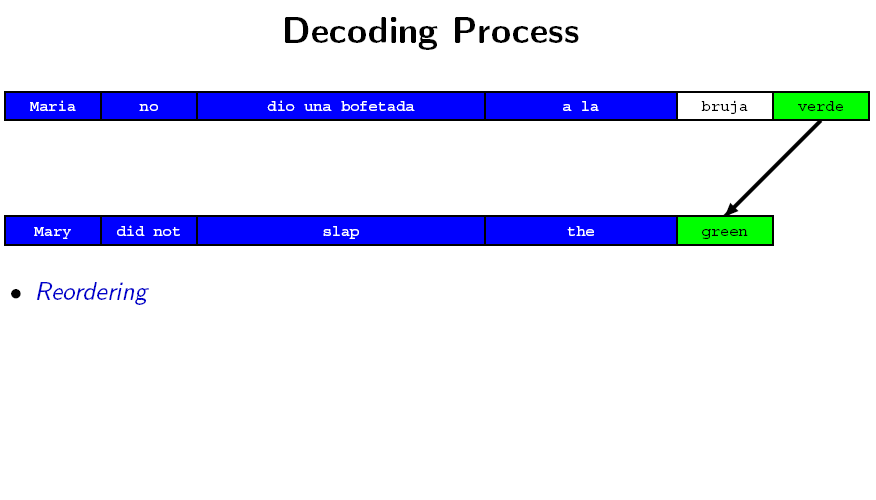 Decoding Process
Maria no dio una bofetada a la bruja verde
Mary did not slap the green
• Reordering